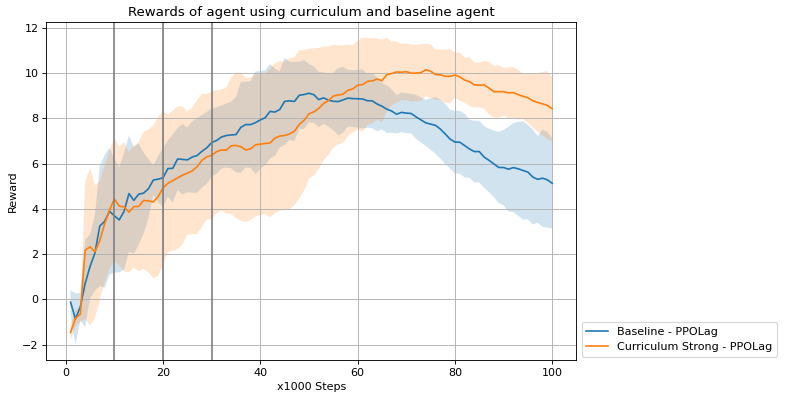 Rewards of agent using curriculum and baseline agent
12
10
8
6
4
2
0
−2
Reward
0
20
40
60
80
100
x1000 Steps
Baseline - PPOLag
Curriculum Strong - PPOLag